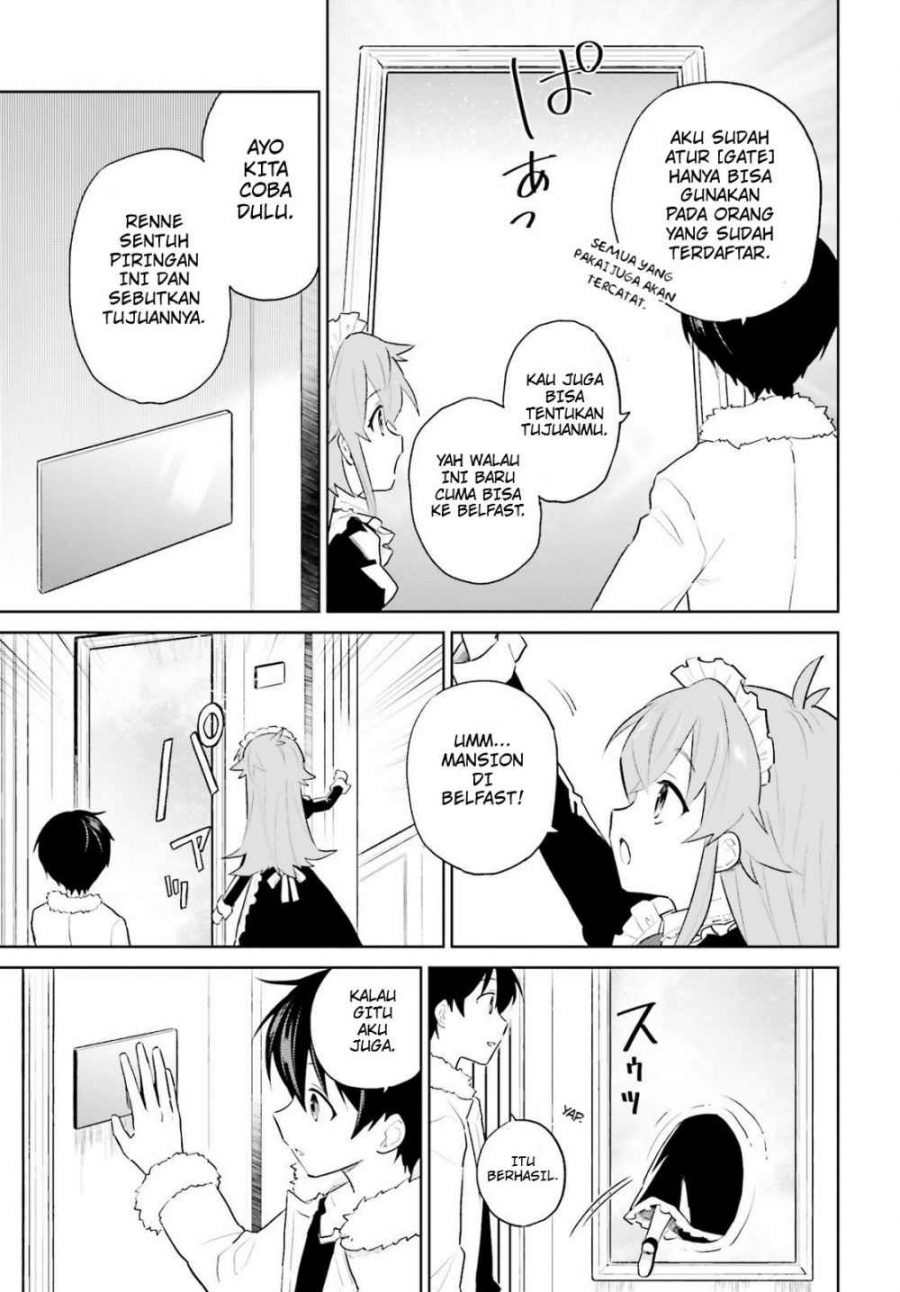 ぱあっ
AKU SUDAH
ATUR [GATE]
HANYA BISA
GUNAKAN
PADA ORANG
YANG SUDAH
TERDAFTAR.
SEMUA YANG
PAKAI JUGA AKAN
TERCATAT.
KAU JUGA
BISA
TENTUKAN
TUJUANMU.
YAH WALAU
INI BARU
CUMA BISA
KE BELFAST.
AYO
KITA
COBA
DULU.
RENNE
SENTUH
PIRINGAN
INI DAN
SEBUTKAN
TUJUANNYA.
UMM...
MANSION
DI
BELFAST!
パアア
スゥッ
YAP.
ITU
BERHASIL.
KALAU
GITU
AKU
JUGA.